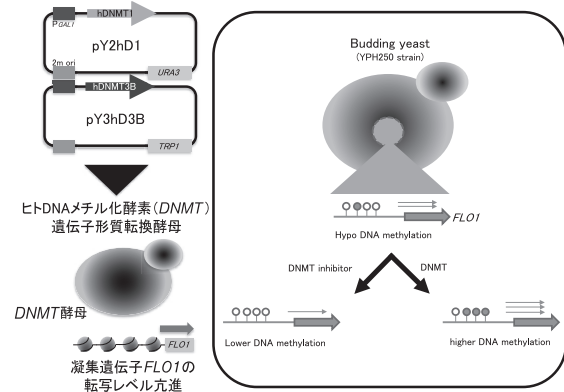 PGAL1
hDNMT1
pY2hD1
2m ori
URA3
hDNMT3B
pY3hD3B
TRP1
ヒトDNAメチル化酵素(DNMT)
遺伝子形質転換酵母
DNMT酵母
FLO1
凝集遺伝子FLO1の
転写レベル亢進
Budding yeast
(YPH250 strain)
FLO1
Hypo DNA methylation
DNMT inhibitor
DNMT
Lower DNA methylation
higher DNA methylation